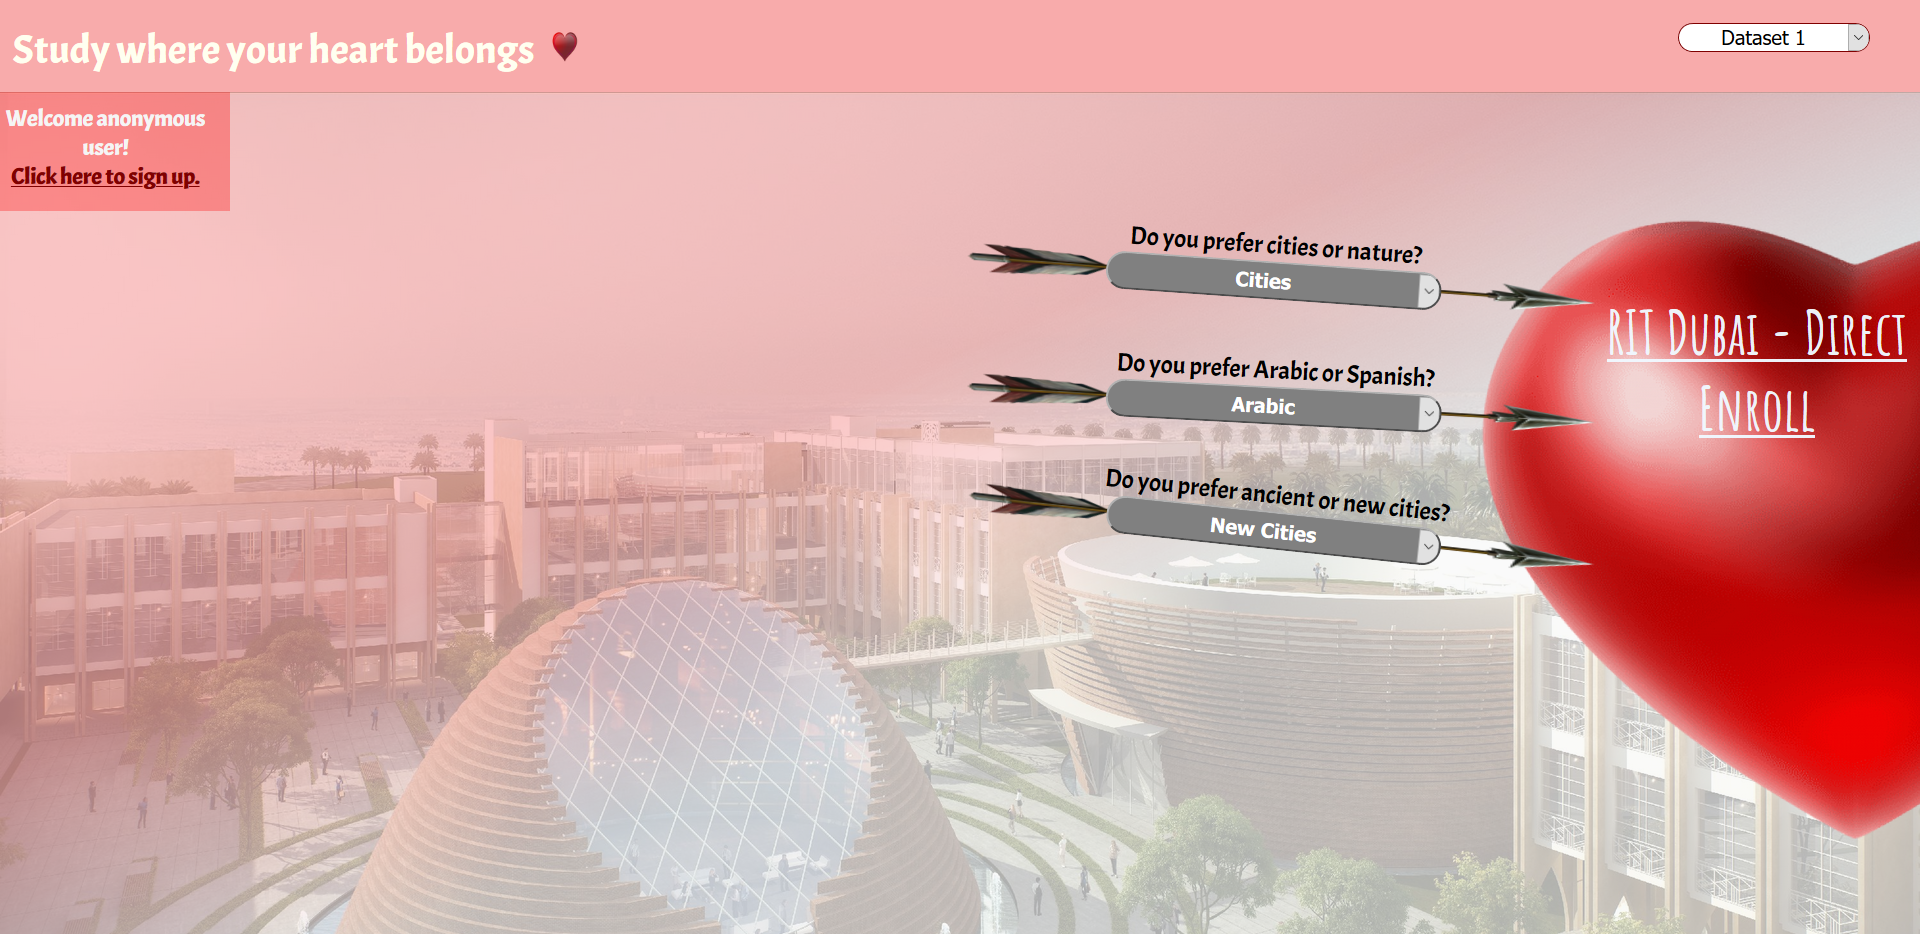 Study where your heart belongs
Dataset 1
Welcome anonymous
user!
Click here to sign up.
Do you prefer cities or nature?
Cities
Do you prefer Arabic or Spanish?
Arabic
Do you prefer ancient or new cities?
New Cities
RIT Dubai - Direct
Enroll